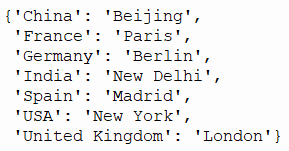 {'China': 'Beijing',
'France': 'Paris',
'Germany': 'Berlin',
'India': 'New Delhi',
'Spain': 'Madrid',
'USA': 'New York',
'United Kingdom': 'London'}